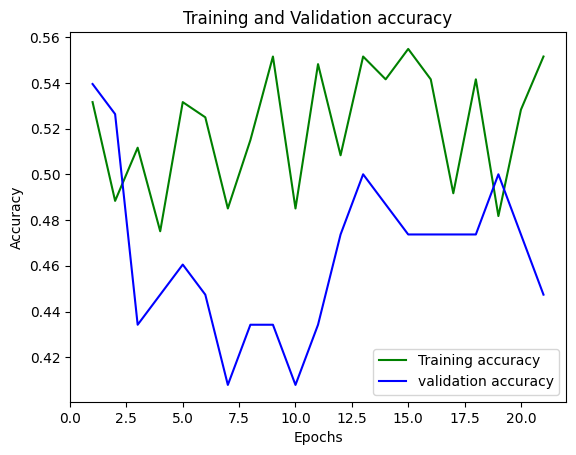 Training and Validation accuracy
0.56
0.54
0.52
0.50
0.48
0.46
0.44
0.42
Accuracy
0.0 2.5 5.0 7.5 10.0 12.5 15.0 17.5 20.0
Epochs
Training accuracy
validation accuracy